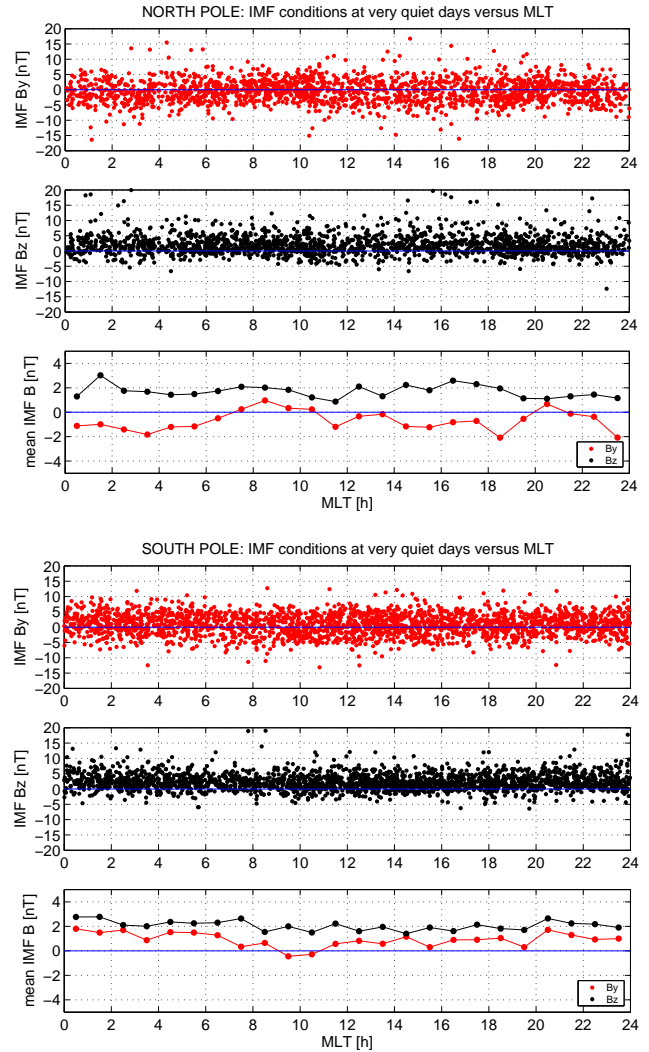 NORTH POLE: IMF conditions at very quiet days versus MLT
IMF By [nT]
20
15
10
5
0
−5
−10
−15
−20
0 2 4 6 8 10 12 14 16 18 20 22 24
IMF Bz [nT]
20
15
10
5
0
−5
−10
−15
−20
0 2 4 6 8 10 12 14 16 18 20 22 24
mean IMF B [nT]
4
2
0
−2
−4
By
Bz
0 2 4 6 8 10 12 14 16 18 20 22 24
MLT [h]
SOUTH POLE: IMF conditions at very quiet days versus MLT
IMF By [nT]
20
15
10
5
0
−5
−10
−15
−20
0 2 4 6 8 10 12 14 16 18 20 22 24
IMF Bz [nT]
20
15
10
5
0
−5
−10
−15
−20
0 2 4 6 8 10 12 14 16 18 20 22 24
mean IMF B [nT]
4
2
0
−2
−4
By
Bz
0 2 4 6 8 10 12 14 16 18 20 22 24
MLT [h]